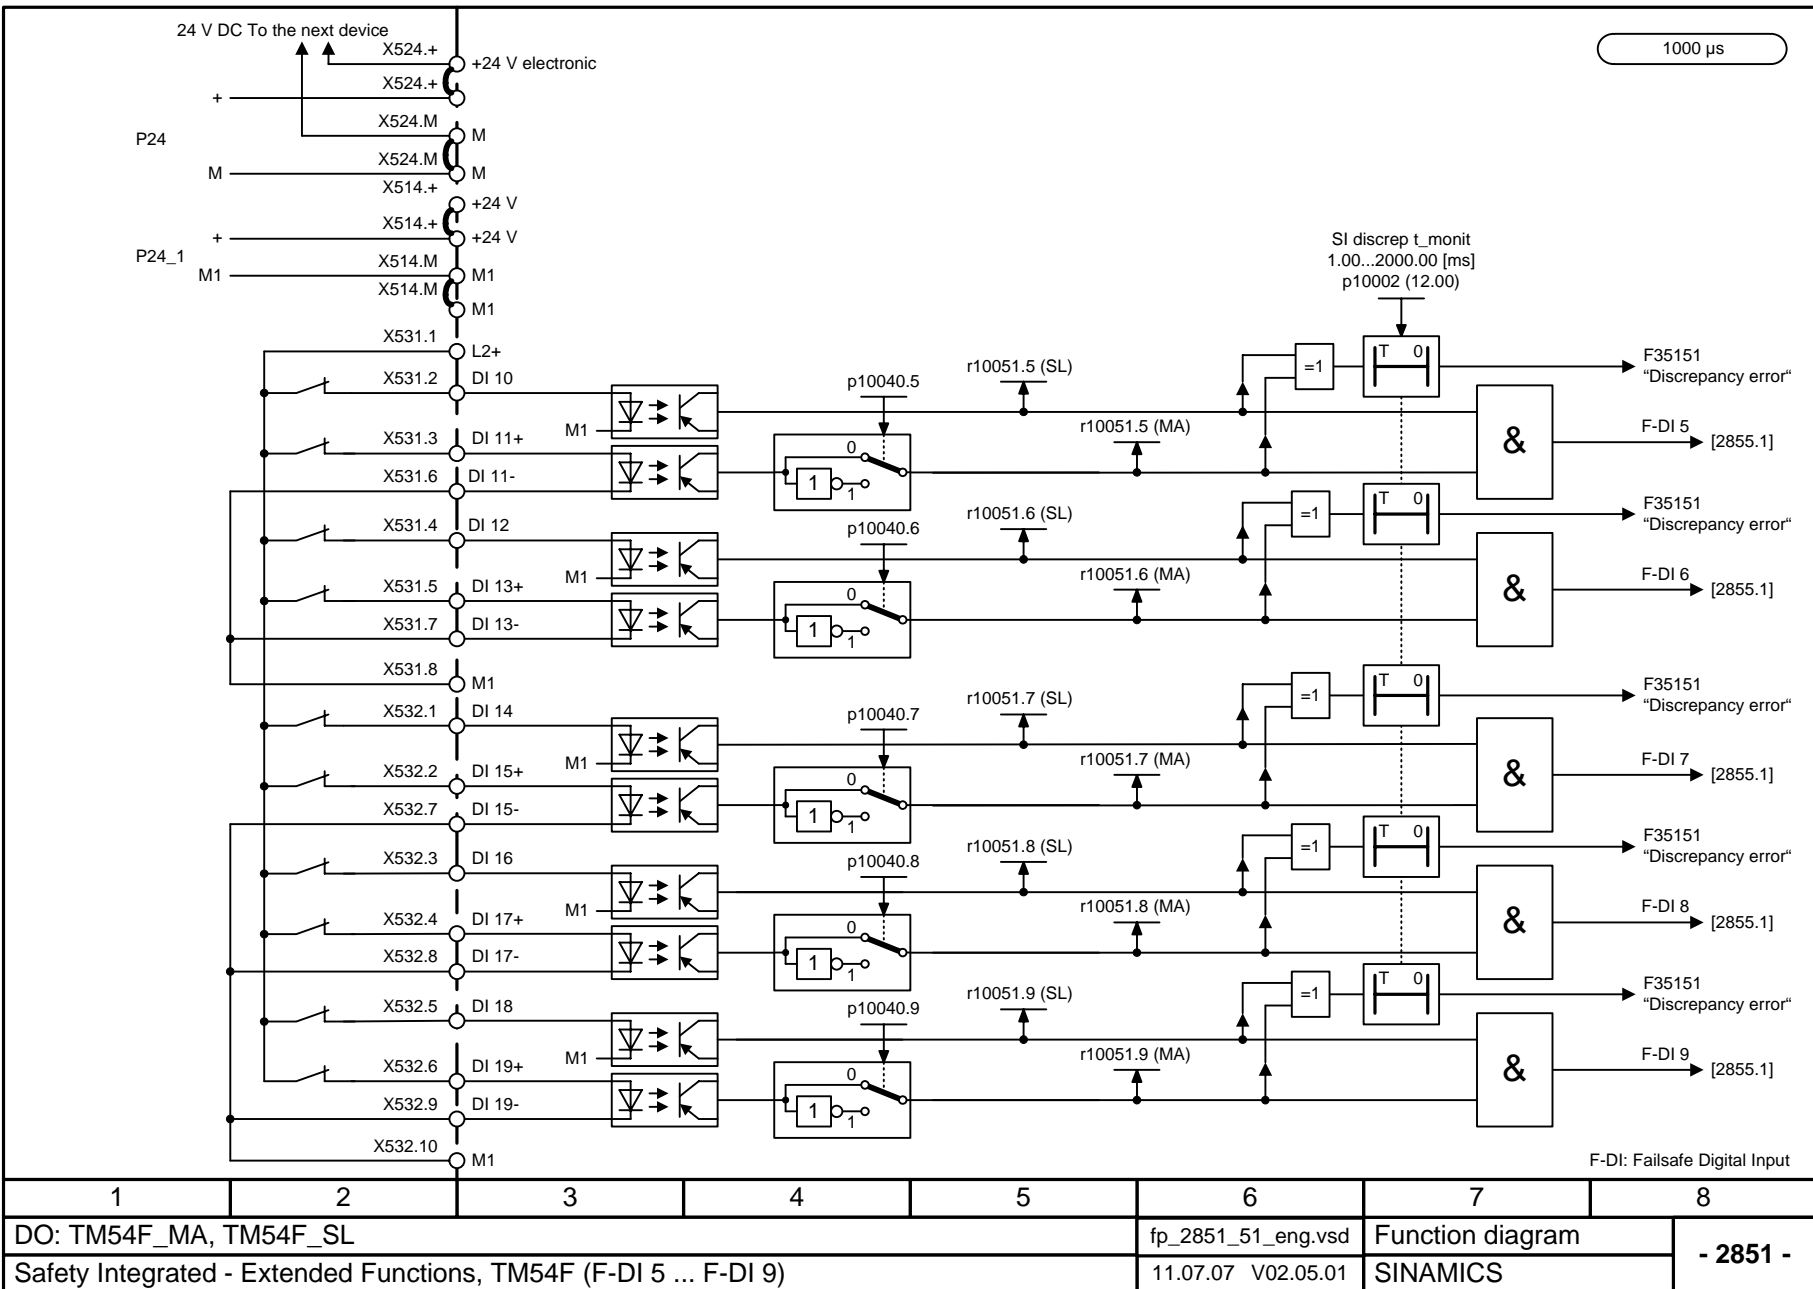 24 V DC To the next device
1000 µs
X524.+
+24 V electronic
X524.+
+
X524.M
M
P24
X524.M
M
M
X514.+
+24 V
X514.+
+
+24 V
P24_1
X514.M
M1
M1
X514.M
M1
SI discrep t_monit
1.00...2000.00 [ms]
p10002 (12.00)
X531.1
L2+
X531.2
DI 10
M1
p10040.5
r10051.5 (SL)
=1
T 0
F35151
“Discrepancy error“
X531.3
DI 11+
r10051.5 (MA)
0
1
1
&
F-DI 5
[2855.1]
X531.6
DI 11-
X531.4
DI 12
M1
p10040.6
r10051.6 (SL)
=1
T 0
F35151
“Discrepancy error“
X531.5
DI 13+
r10051.6 (MA)
0
1
1
&
F-DI 6
[2855.1]
X531.7
DI 13-
X531.8
M1
X532.1
DI 14
M1
p10040.7
r10051.7 (SL)
=1
T 0
F35151
“Discrepancy error“
X532.2
DI 15+
r10051.7 (MA)
0
1
1
&
F-DI 7
[2855.1]
X532.7
DI 15-
X532.3
DI 16
M1
p10040.8
r10051.8 (SL)
=1
T 0
F35151
“Discrepancy error“
X532.4
DI 17+
r10051.8 (MA)
0
1
1
&
F-DI 8
[2855.1]
X532.8
DI 17-
X532.5
DI 18
M1
p10040.9
r10051.9 (SL)
=1
T 0
F35151
“Discrepancy error“
X532.6
DI 19+
r10051.9 (MA)
0
1
1
&
F-DI 9
[2855.1]
X532.9
DI 19-
X532.10
M1
F-DI: Failsafe Digital Input
1 2 3 4 5 6 7 8
DO: TM54F_MA, TM54F_SL
fp_2851_51_eng.vsd
Function diagram
- 2851 -
Safety Integrated - Extended Functions, TM54F (F-DI 5 ... F-DI 9)
11.07.07 V02.05.01
SINAMICS